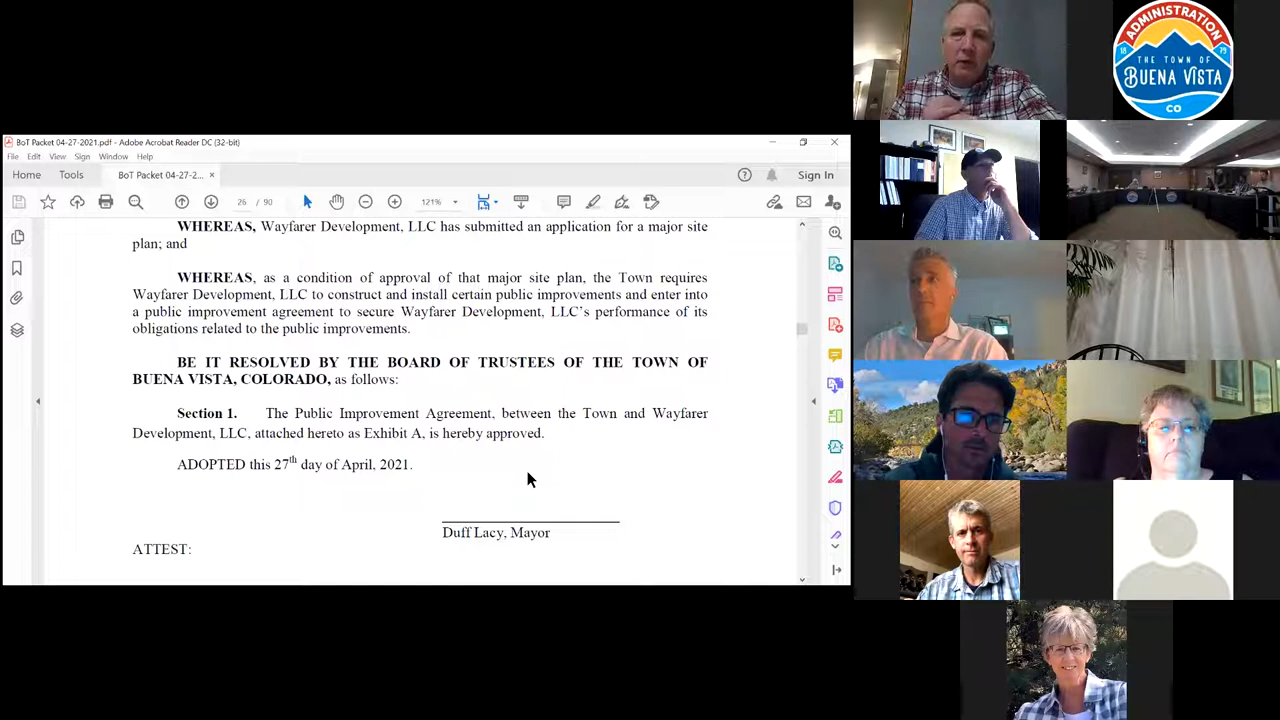 BoT Packet 04-27-2021.pdf - Adobe Acrobat Reader DC (32-bit)
File Edit View Sign Window Help
Home Tools BoT Packet 04-27-2... × Sign In
26 / 90 121%
WHEREAS, Wayfarer Development, LLC has submitted an application for a major site
plan; and
WHEREAS, as a condition of approval of that major site plan, the Town requires
Wayfarer Development, LLC to construct and install certain public improvements and enter into
a public improvement agreement to secure Wayfarer Development, LLC's performance of its
obligations related to the public improvements.
BE IT RESOLVED BY THE BOARD OF TRUSTEES OF THE TOWN OF
BUENA VISTA, COLORADO, as follows:
Section 1. The Public Improvement Agreement, between the Town and Wayfarer
Development, LLC, attached hereto as Exhibit A, is hereby approved.
ADOPTED this 27th day of April, 2021.
Duff Lacy, Mayor
ATTEST:
ADMINISTRATION
18 79
THE TOWN OF
BUENA VISTA
CO